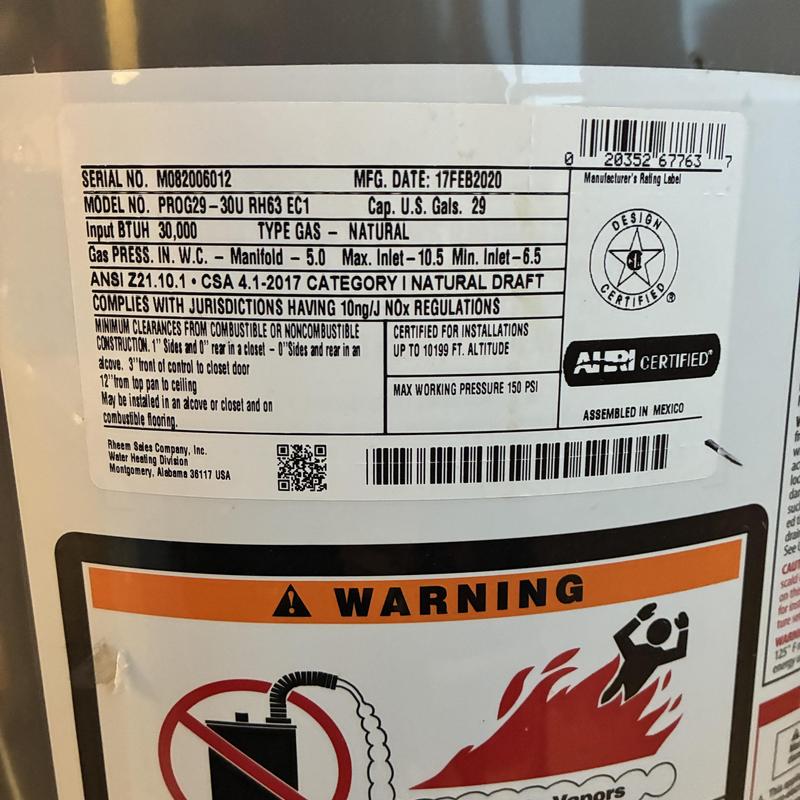 0 20352 67763 7
SERIAL NO. M082006012 MFG. DATE: 17FEB2020
Manufacturer's Rating Label
MODEL NO. PROG29-30U RH63 EC1 Cap. U.S. Gals. 29
Input BTUH 30,000 TYPE GAS - NATURAL
Gas PRESS. IN. W.C. - Manifold - 5.0 Max. Inlet-10.5 Min. Inlet-6.5
ANSI Z21.10.1 • CSA 4.1-2017 CATEGORY I NATURAL DRAFT
COMPLIES WITH JURISDICTIONS HAVING 10ng/J NOx REGULATIONS
DESIGN
CERTIFIED
®
MINIMUM CLEARANCES FROM COMBUSTIBLE OR NONCOMBUSTIBLE
CONSTRUCTION. 1" Sides and 0" rear in a closet - 0"Sides and rear in an
alcove. 3"front of control to closet door
12"from top pan to ceiling
May be installed in an alcove or closet and on
combustible flooring.
CERTIFIED FOR INSTALLATIONS
UP TO 10199 FT. ALTITUDE
MAX WORKING PRESSURE 150 PSI
AHRI CERTIFIED®
ASSEMBLED IN MEXICO
Rheem Sales Company, Inc.
Water Heating Division
Montgomery, Alabama 36117 USA
WARNING
Vapors